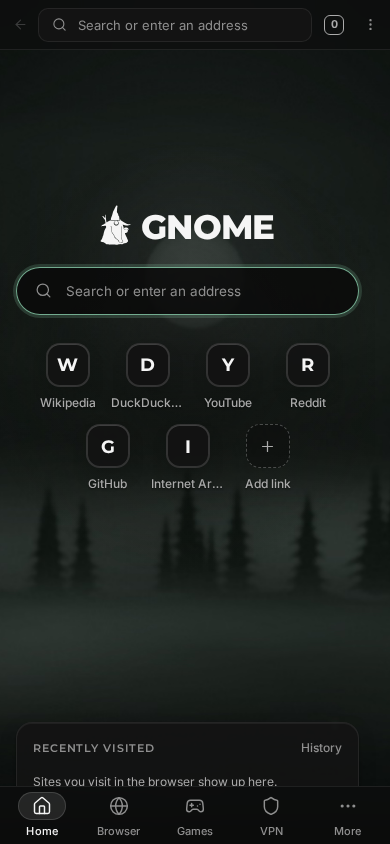 Search or enter an address
0
GNOME
Search or enter an address
W
D
Y
R
Wikipedia
DuckDuck...
YouTube
Reddit
G
I
GitHub
Internet Ar...
Add link
RECENTLY VISITED
History
Sites you visit in the browser show up here.
Home
Browser
Games
VPN
More